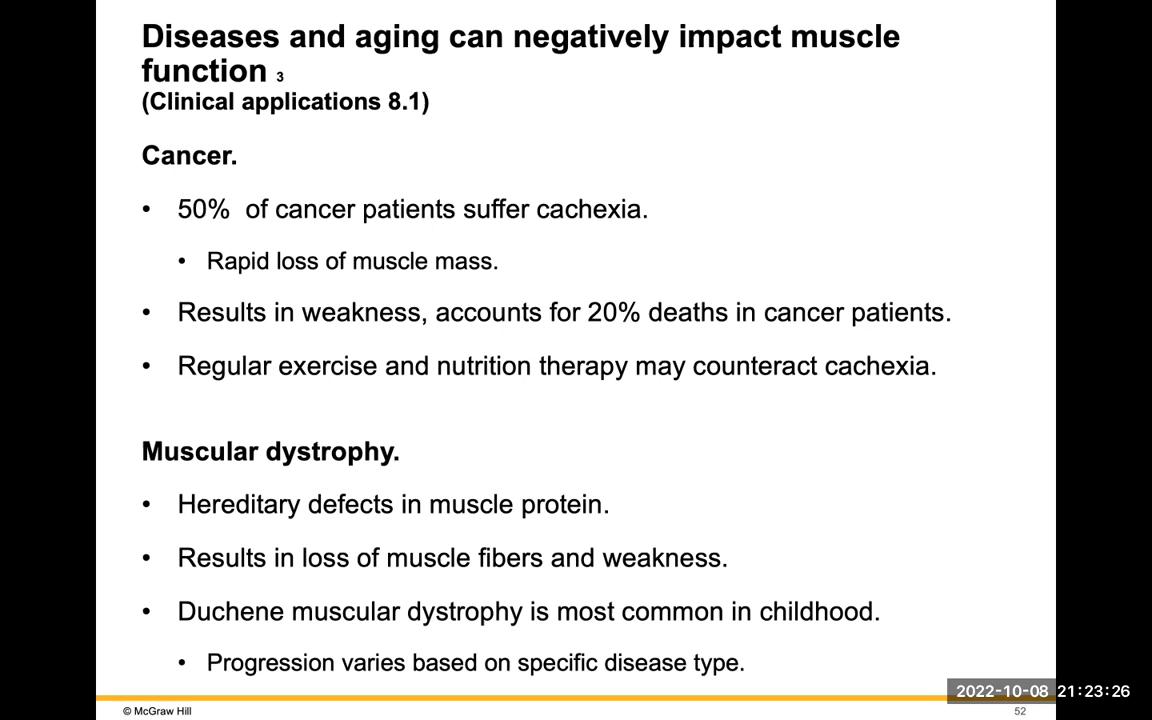 Diseases and aging can negatively impact muscle
function 3
(Clinical applications 8.1)
Cancer.
• 50%  of cancer patients suffer cachexia.
• Rapid loss of muscle mass.
• Results in weakness, accounts for 20% deaths in cancer patients.
• Regular exercise and nutrition therapy may counteract cachexia.
Muscular dystrophy.
• Hereditary defects in muscle protein.
• Results in loss of muscle fibers and weakness.
• Duchene muscular dystrophy is most common in childhood.
• Progression varies based on specific disease type.
2022-10-08 21:23:26
© McGraw Hill
52